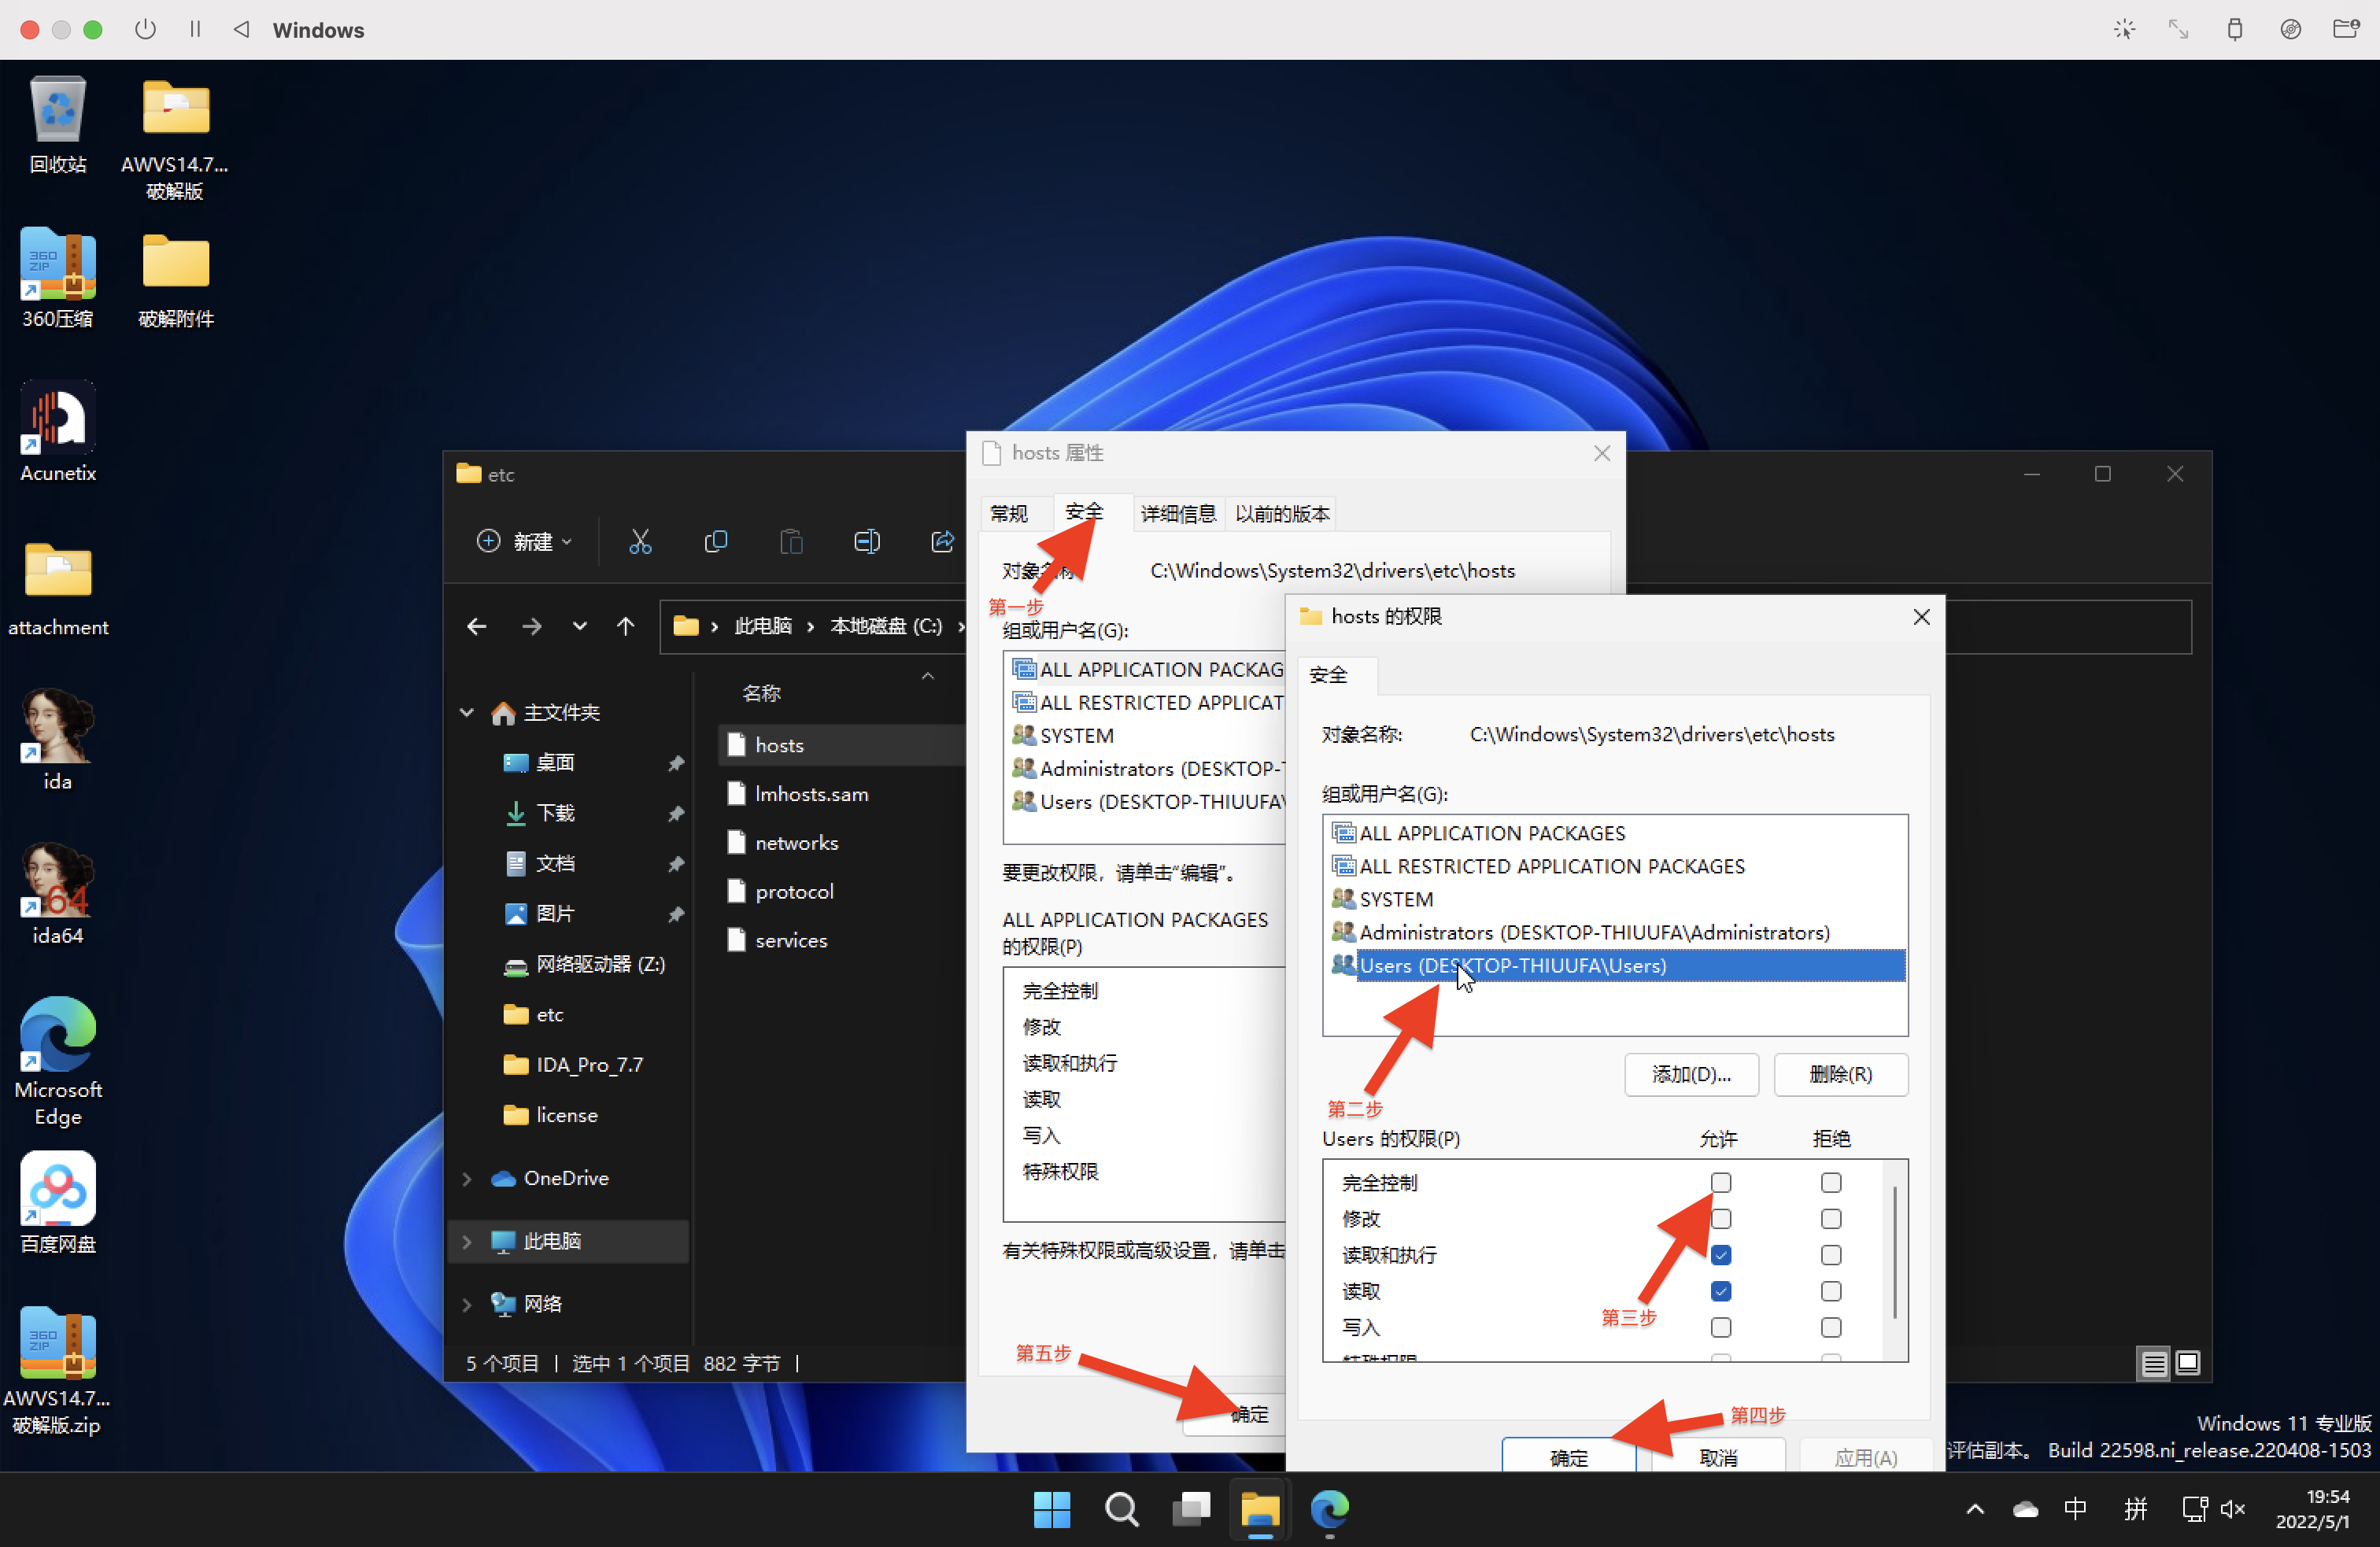 Windows
回收站
AWVS14.7...
破解版
360压缩
破解附件
Acunetix
attachment
ida
64
ida64
Microsoft
Edge
百度网盘
AWVS14.7...
破解版.zip
360
ZIP
360
ZIP
etc
新建
此电脑
本地磁盘 (C:)
主文件夹
桌面
下载
文档
图片
网络驱动器 (Z:)
etc
IDA_Pro_7.7
license
OneDrive
此电脑
网络
名称
hosts
lmhosts.sam
networks
protocol
services
5 个项目
选中 1 个项目 882 字节
hosts 属性
常规
安全
详细信息
以前的版本
对象名称:
C:\Windows\System32\drivers\etc\hosts
第一步
组或用户名(G):
ALL APPLICATION PACKAG
ALL RESTRICTED APPLICAT
SYSTEM
Administrators (DESKTOP-T
Users (DESKTOP-THIUUFA\
要更改权限，请单击“编辑”。
ALL APPLICATION PACKAGES
的权限(P)
完全控制
修改
读取和执行
读取
写入
特殊权限
有关特殊权限或高级设置，请单击
第五步
确定
hosts 的权限
安全
对象名称:
C:\Windows\System32\drivers\etc\hosts
组或用户名(G):
ALL APPLICATION PACKAGES
ALL RESTRICTED APPLICATION PACKAGES
SYSTEM
Administrators (DESKTOP-THIUUFA\Administrators)
Users (DESKTOP-THIUUFA\Users)
第二步
添加(D)...
删除(R)
Users 的权限(P)
允许
拒绝
完全控制
修改
读取和执行
读取
写入
特殊权限
第三步
第四步
确定
取消
应用(A)
Windows 11 专业版
评估副本。 Build 22598.ni_release.220408-1503
中
拼
19:54
2022/5/1